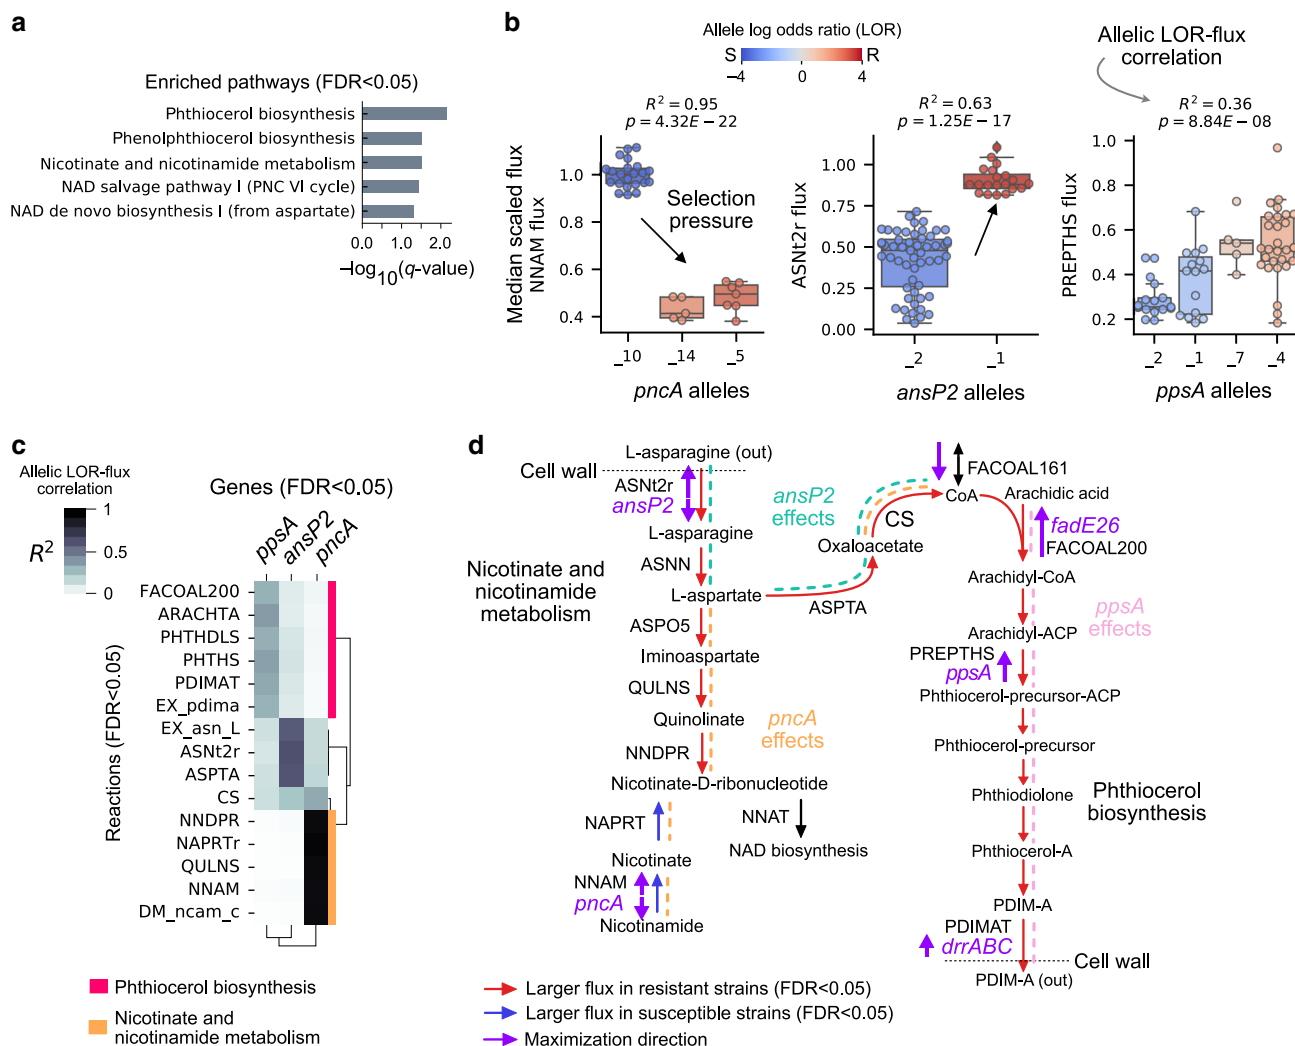 a
Enriched pathways (FDR<0.05)
Phthiocerol biosynthesis
Phenolphthiocerol biosynthesis
Nicotinate and nicotinamide metabolism
NAD salvage pathway I (PNC VI cycle)
NAD de novo biosynthesis I (from aspartate)
0.0 1.0 2.0
−log10(q-value)
b
Allele log odds ratio (LOR)
S R
−4 0 4
Allelic LOR-flux
correlation
R² = 0.95
p = 4.32E − 22
Median scaled flux
NNAM flux
1.0
0.8
0.6
0.4
Selection
pressure
_10 _14 _5
pncA alleles
R² = 0.63
p = 1.25E − 17
ASNt2r flux
1.00
0.75
0.50
0.25
0.00
_2 _1
ansP2 alleles
R² = 0.36
p = 8.84E − 08
PREPTHS flux
1.0
0.8
0.6
0.4
0.2
_2 _1 _7 _4
ppsA alleles
c
Allelic LOR-flux
correlation
R²
1
0.5
0
Genes (FDR<0.05)
ppsA ansP2 pncA
Reactions (FDR<0.05)
FACOAL200
ARACHTA
PHTHDLS
PHTHS
PDIMAT
EX_pdima
EX_asn_L
ASNt2r
ASPTA
CS
NNDPR
NAPRTr
QULNS
NNAM
DM_ncam_c
Phthiocerol biosynthesis
Nicotinate and
nicotinamide metabolism
d
L-asparagine (out)
Cell wall
ASNt2r
ansP2
L-asparagine
ASNN
L-aspartate
ASPO5
Iminoaspartate
QULNS
Quinolinate
NNDPR
Nicotinate-D-ribonucleotide
NAPRT
NNAT
Nicotinate
NAD biosynthesis
NNAM
pncA
Nicotinamide
Nicotinate and
nicotinamide
metabolism
ansP2
effects
pncA
effects
CS
Oxaloacetate
ASPTA
FACOAL161
CoA
Arachidic acid
fadE26
FACOAL200
Arachidyl-CoA
ppsA
effects
Arachidyl-ACP
PREPTHS
ppsA
Phthiocerol-precursor-ACP
Phthiocerol-precursor
Phthiodiolone
Phthiocerol
biosynthesis
Phthiocerol-A
PDIM-A
PDIMAT
drrABC
Cell wall
PDIM-A (out)
Larger flux in resistant strains (FDR<0.05)
Larger flux in susceptible strains (FDR<0.05)
Maximization direction